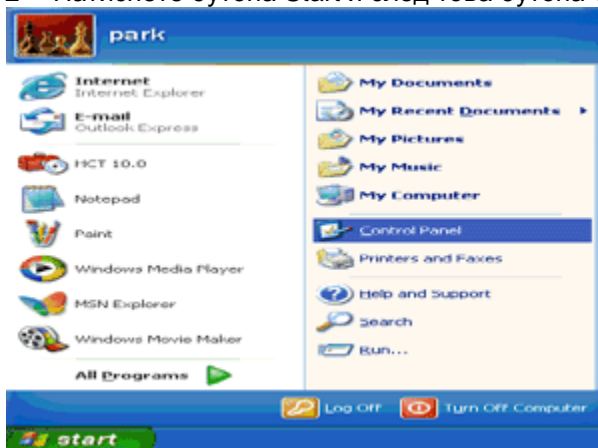 park
Internet
Internet Explorer
E-mail
Outlook Express
HCT 10.0
Notepad
Paint
Windows Media Player
MSN Explorer
Windows Movie Maker
All Programs
My Documents
My Recent Documents
My Pictures
My Music
My Computer
Control Panel
Printers and Faxes
Help and Support
Search
Run...
Log Off
Turn Off Computer
start